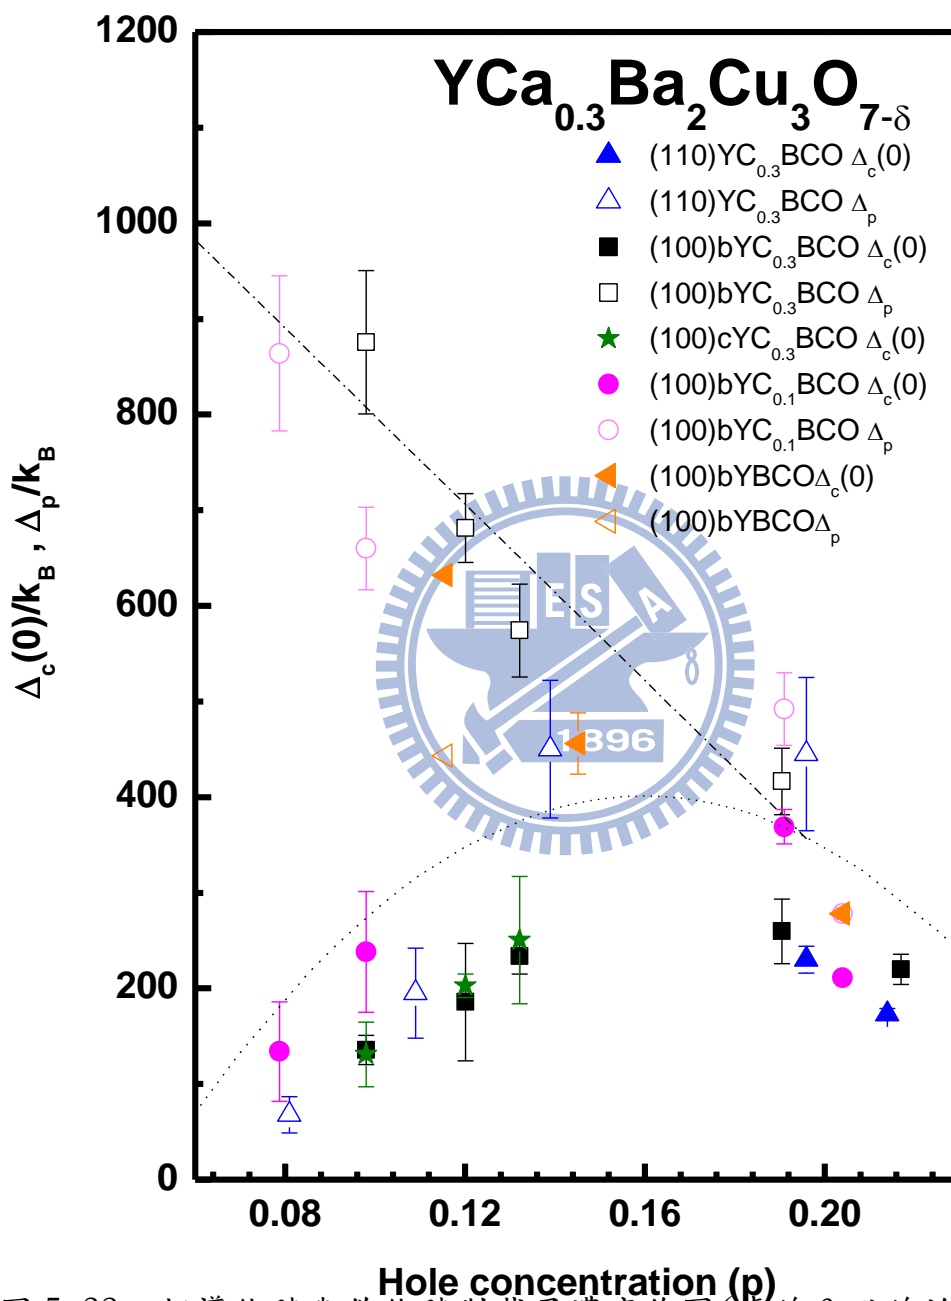 1200
1000
800
600
400
200
0
Δc(0)/kB , Δp/kB
YCa0.3Ba2Cu3O7-δ
(110)YC0.3BCO Δc(0)
(110)YC0.3BCO Δp
(100)bYC0.3BCO Δc(0)
(100)bYC0.3BCO Δp
(100)cYC0.3BCO Δc(0)
(100)bYC0.1BCO Δc(0)
(100)bYC0.1BCO Δp
(100)bYBCOΔc(0)
(100)bYBCOΔp
E S A
1896
0.08 0.12 0.16 0.20
Hole concentration (p)